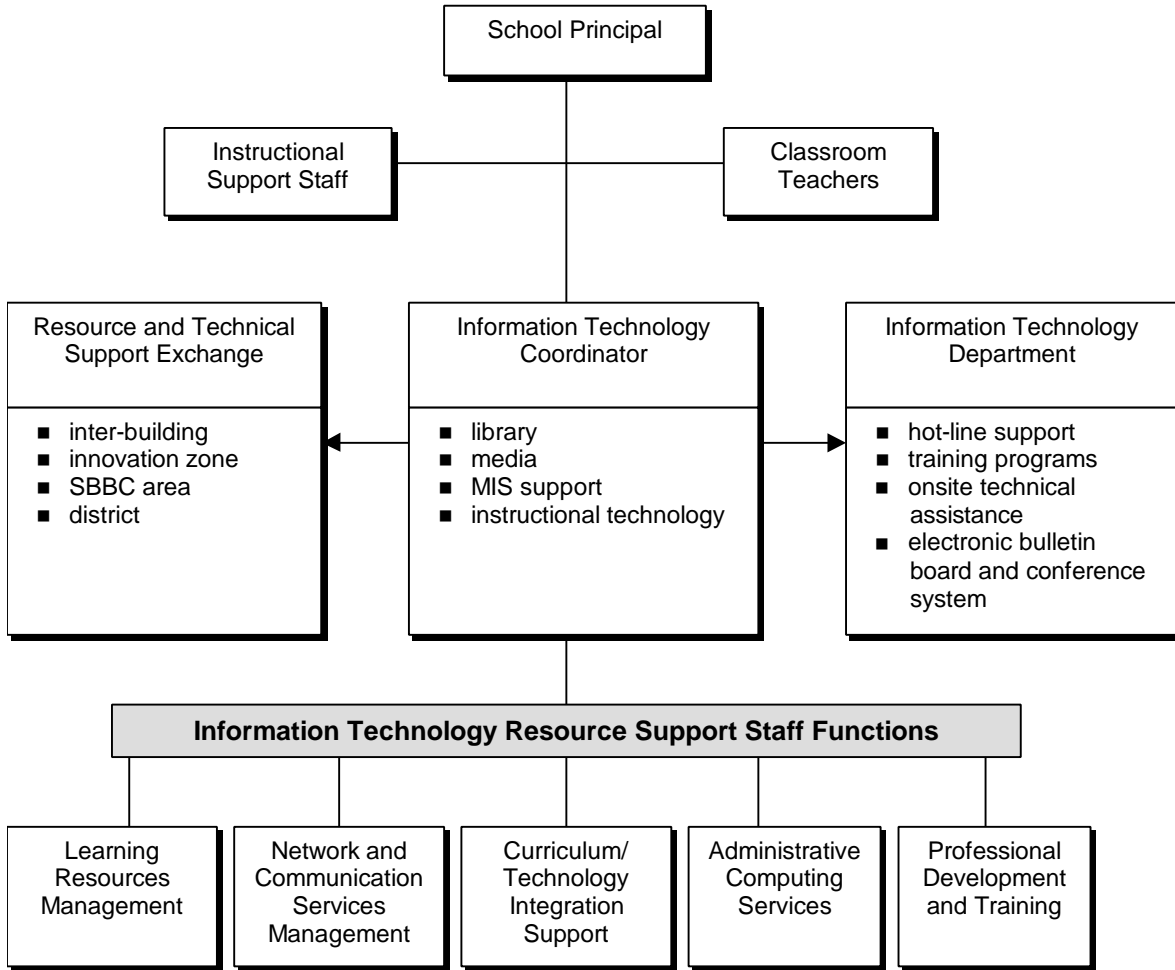 School Principal
Instructional
Support Staff
Classroom
Teachers
Resource and Technical
Support Exchange
■ inter-building
■ innovation zone
■ SBBC area
■ district
Information Technology
Coordinator
■ library
■ media
■ MIS support
■ instructional technology
Information Technology
Department
■ hot-line support
■ training programs
■ onsite technical
assistance
■ electronic bulletin
board and conference
system
Information Technology Resource Support Staff Functions
Learning
Resources
Management
Network and
Communication
Services
Management
Curriculum/
Technology
Integration
Support
Administrative
Computing
Services
Professional
Development
and Training